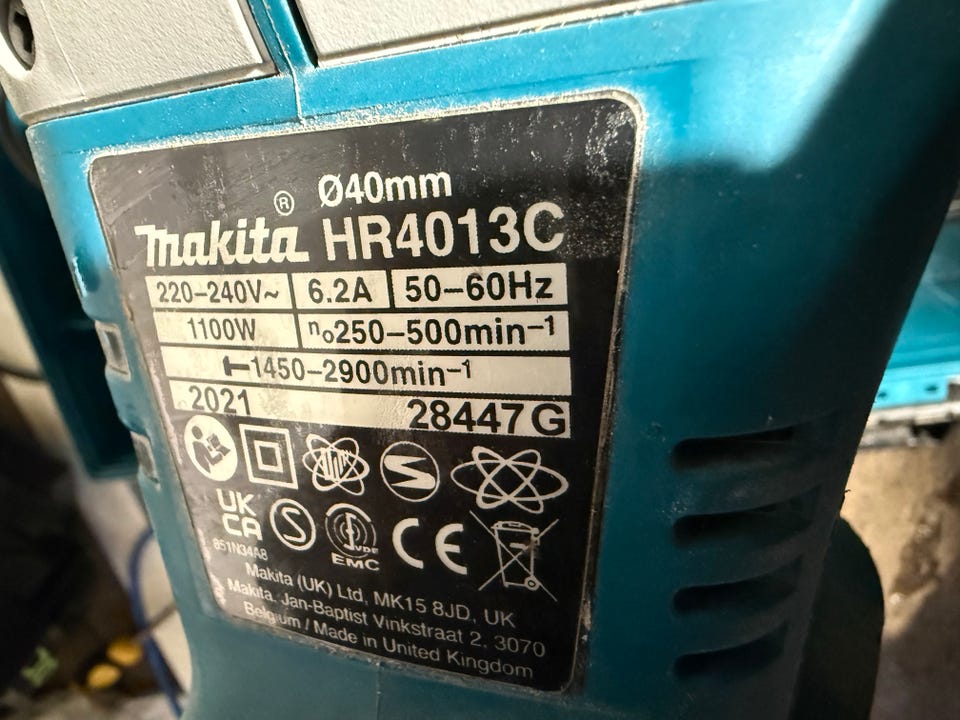 Ø40mm
makita® HR4013C
220–240V~ 6.2A 50–60Hz
1100W n₀250–500min⁻¹
1450–2900min⁻¹
2021 28447G
UK
CA
S
VDE
EMC
CE
851N34A8
Makita (UK) Ltd, MK15 8JD, UK
Makita. Jan-Baptist Vinkstraat 2, 3070
Belgium / Made in United Kingdom